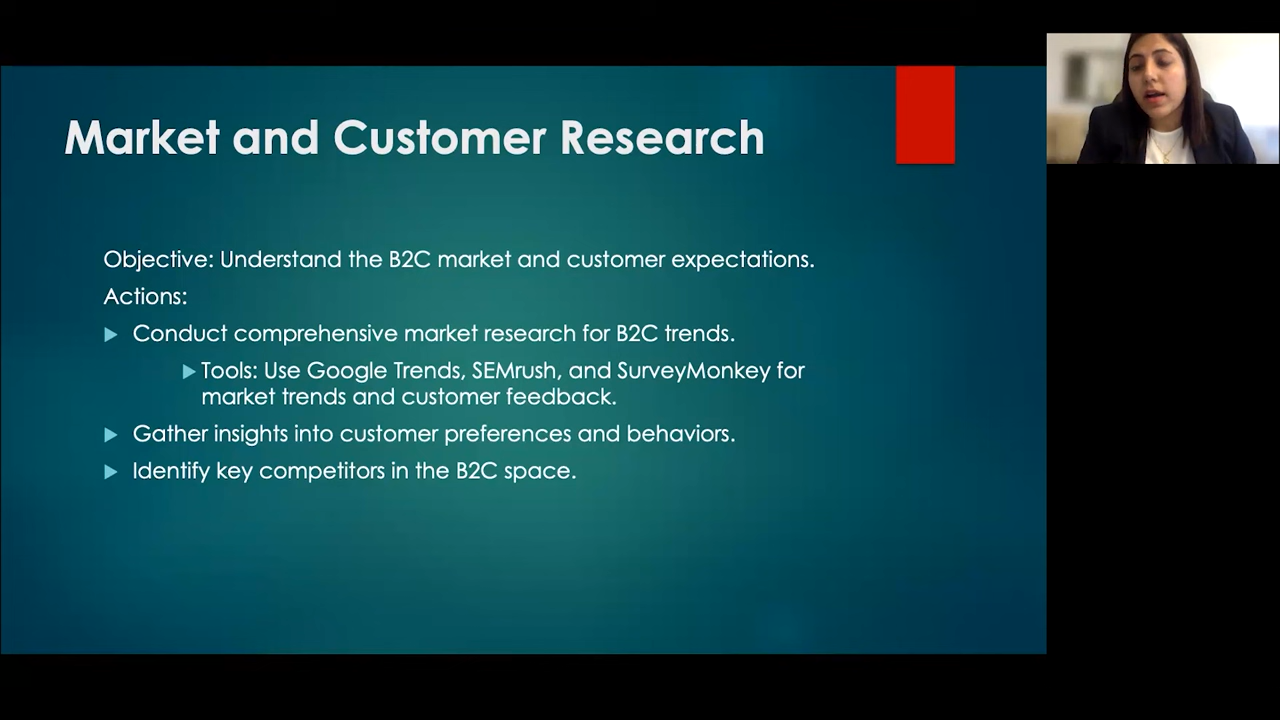 Market and Customer Research
Objective: Understand the B2C market and customer expectations.
Actions:
Conduct comprehensive market research for B2C trends.
Tools: Use Google Trends, SEMrush, and SurveyMonkey for
market trends and customer feedback.
Gather insights into customer preferences and behaviors.
Identify key competitors in the B2C space.